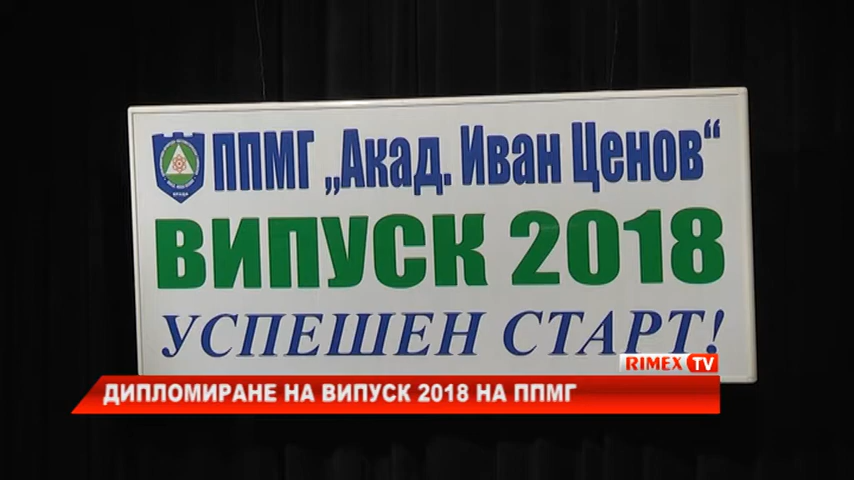 ППМГ „Акад. Иван Ценов“
ВИПУСК 2018
УСПЕШЕН СТАРТ!
RIMEX TV
ДИПЛОМИРАНЕ НА ВИПУСК 2018 НА ППМГ